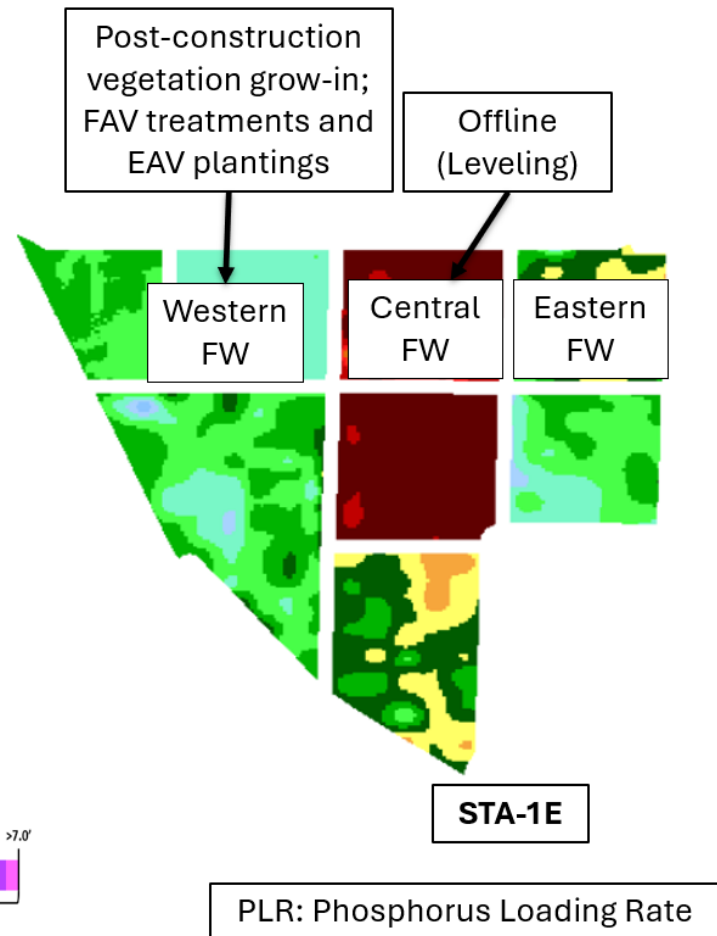 Post-construction
vegetation grow-in;
FAV treatments and
EAV plantings
Offline
(Leveling)
Western
FW
Central
FW
Eastern
FW
STA-1E
>7.0'
PLR: Phosphorus Loading Rate